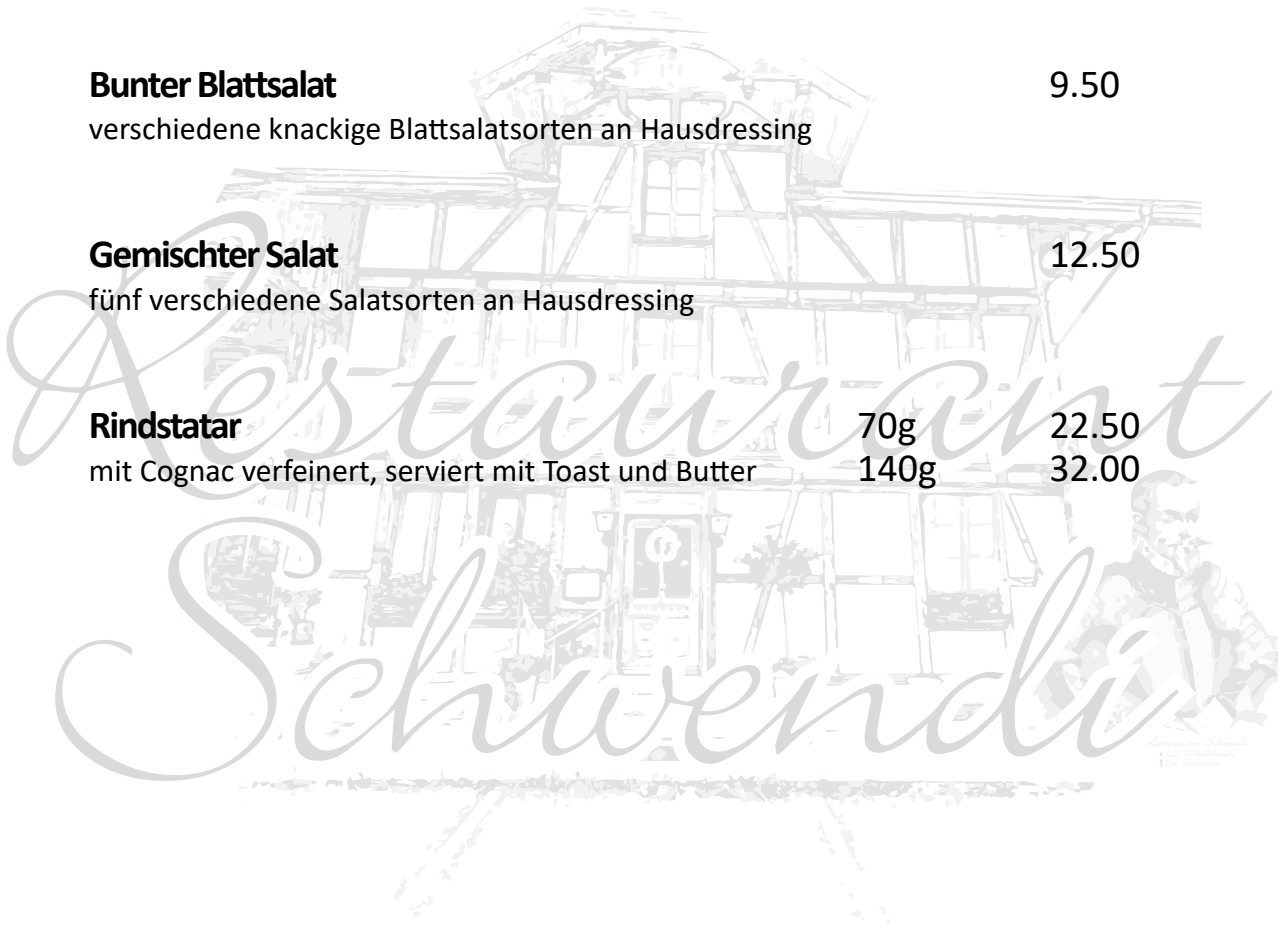 Bunter Blattsalat 9.50
verschiedene knackige Blattsalatsorten an Hausdressing
Gemischter Salat 12.50
fünf verschiedene Salatsorten an Hausdressing
Rindstatar 70g 22.50
mit Cognac verfeinert, serviert mit Toast und Butter 140g 32.00
Restaurant
Schwendi